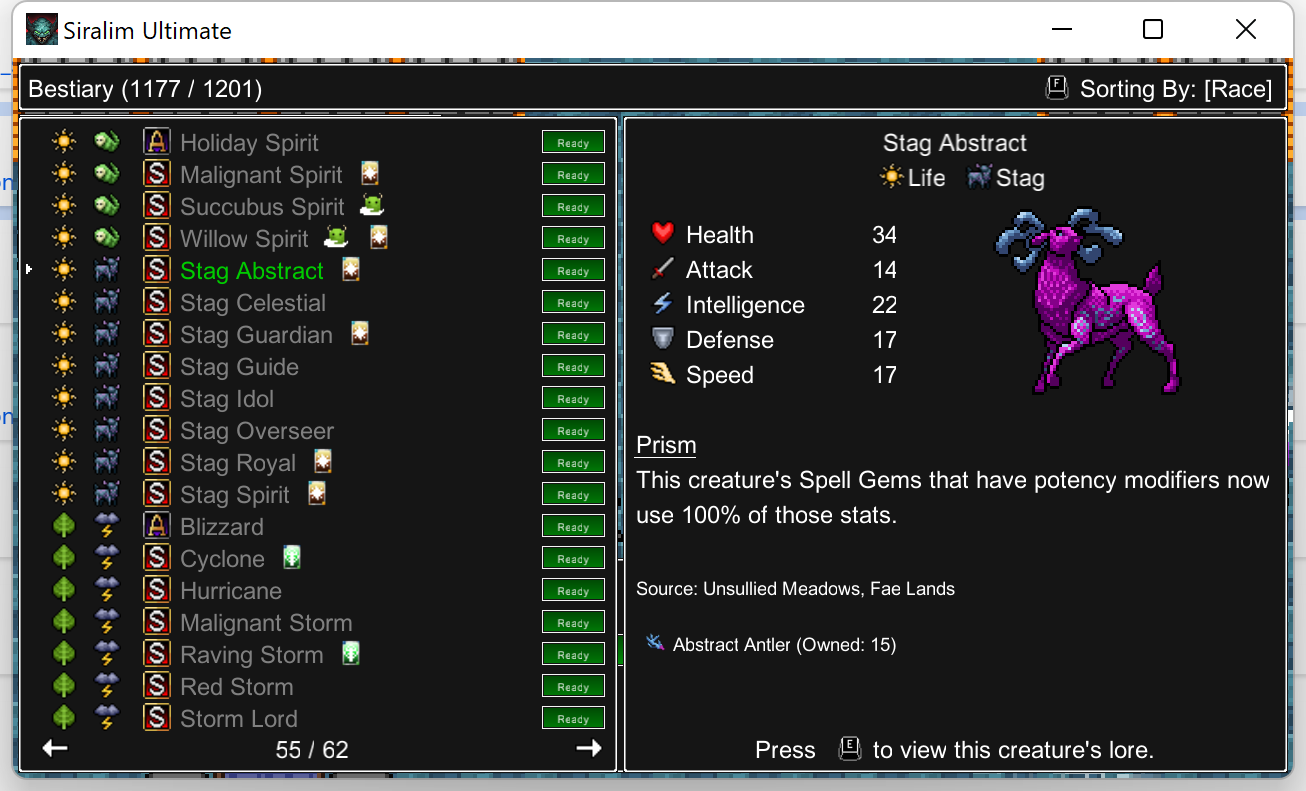 Siralim Ultimate
Bestiary (1177 / 1201)
F Sorting By: [Race]
A Holiday Spirit Ready
S Malignant Spirit Ready
S Succubus Spirit Ready
S Willow Spirit Ready
S Stag Abstract Ready
S Stag Celestial Ready
S Stag Guardian Ready
S Stag Guide Ready
S Stag Idol Ready
S Stag Overseer Ready
S Stag Royal Ready
S Stag Spirit Ready
A Blizzard Ready
S Cyclone Ready
S Hurricane Ready
S Malignant Storm Ready
S Raving Storm Ready
S Red Storm Ready
S Storm Lord Ready
55 / 62
Stag Abstract
Life Stag
Health 34
Attack 14
Intelligence 22
Defense 17
Speed 17
Prism
This creature's Spell Gems that have potency modifiers now
use 100% of those stats.
Source: Unsullied Meadows, Fae Lands
Abstract Antler (Owned: 15)
Press E to view this creature's lore.